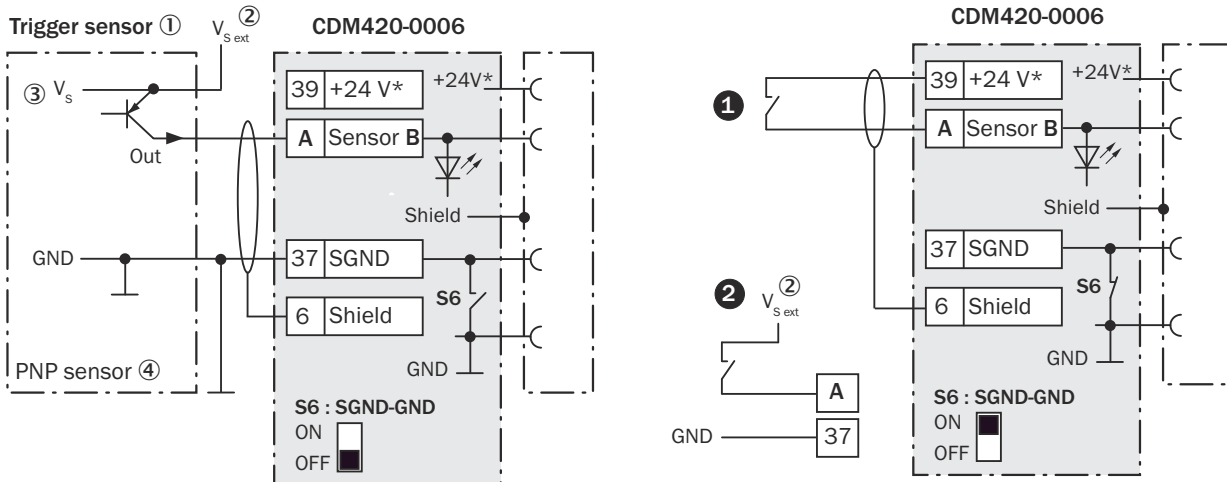 Trigger sensor ①
V S ext ②
CDM420-0006
③ V S
39 +24 V*
+24V*
A Sensor B
Out
Shield
GND
37 SGND
S6
6 Shield
GND
PNP sensor ④
S6 : SGND-GND
ON
OFF
CDM420-0006
❶
39 +24 V*
+24V*
A Sensor B
Shield
37 SGND
❷ V S ext ②
S6
6 Shield
GND
A
S6 : SGND-GND
GND
37
ON
OFF